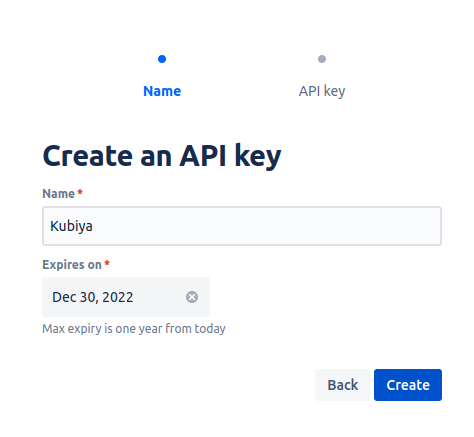 Name
API key
Create an API key
Name *
Kubiya
Expires on *
Dec 30, 2022
Max expiry is one year from today
Back
Create